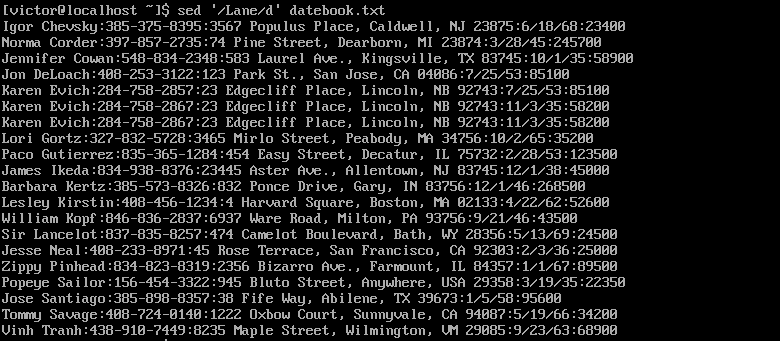 [victor@localhost ~]$ sed '/Lane/d' datebook.txt
Igor Chevsky:385-375-8395:3567 Populus Place, Caldwell, NJ 23875:6/18/68:23400
Norma Corder:397-857-2735:74 Pine Street, Dearborn, MI 23874:3/28/45:245700
Jennifer Cowan:548-834-2348:583 Laurel Ave., Kingsville, TX 83745:10/1/35:58900
Jon DeLoach:408-253-3122:123 Park St., San Jose, CA 04086:7/25/53:85100
Karen Evich:284-758-2857:23 Edgecliff Place, Lincoln, NB 92743:7/25/53:85100
Karen Evich:284-758-2867:23 Edgecliff Place, Lincoln, NB 92743:11/3/35:58200
Karen Evich:284-758-2867:23 Edgecliff Place, Lincoln, NB 92743:11/3/35:58200
Lori Gortz:327-832-5728:3465 Mirlo Street, Peabody, MA 34756:10/2/65:35200
Paco Gutierrez:835-365-1284:454 Easy Street, Decatur, IL 75732:2/28/53:123500
James Ikeda:834-938-8376:23445 Aster Ave., Allentown, NJ 83745:12/1/38:45000
Barbara Kertz:385-573-8326:832 Ponce Drive, Gary, IN 83756:12/1/46:268500
Lesley Kirstin:408-456-1234:4 Harvard Square, Boston, MA 02133:4/22/62:52600
William Kopf:846-836-2837:6937 Ware Road, Milton, PA 93756:9/21/46:43500
Sir Lancelot:837-835-8257:474 Camelot Boulevard, Bath, WY 28356:5/13/69:24500
Jesse Neal:408-233-8971:45 Rose Terrace, San Francisco, CA 92303:2/3/36:25000
Zippy Pinhead:834-823-8319:2356 Bizarro Ave., Farmount, IL 84357:1/1/67:89500
Popeye Sailor:156-454-3322:945 Bluto Street, Anywhere, USA 29358:3/19/35:22350
Jose Santiago:385-898-8357:38 Fife Way, Abilene, TX 39673:1/5/58:95600
Tommy Savage:408-724-0140:1222 Oxbow Court, Sunnyvale, CA 94087:5/19/66:34200
Vinh Tranh:438-910-7449:8235 Maple Street, Wilmington, VM 29085:9/23/63:68900